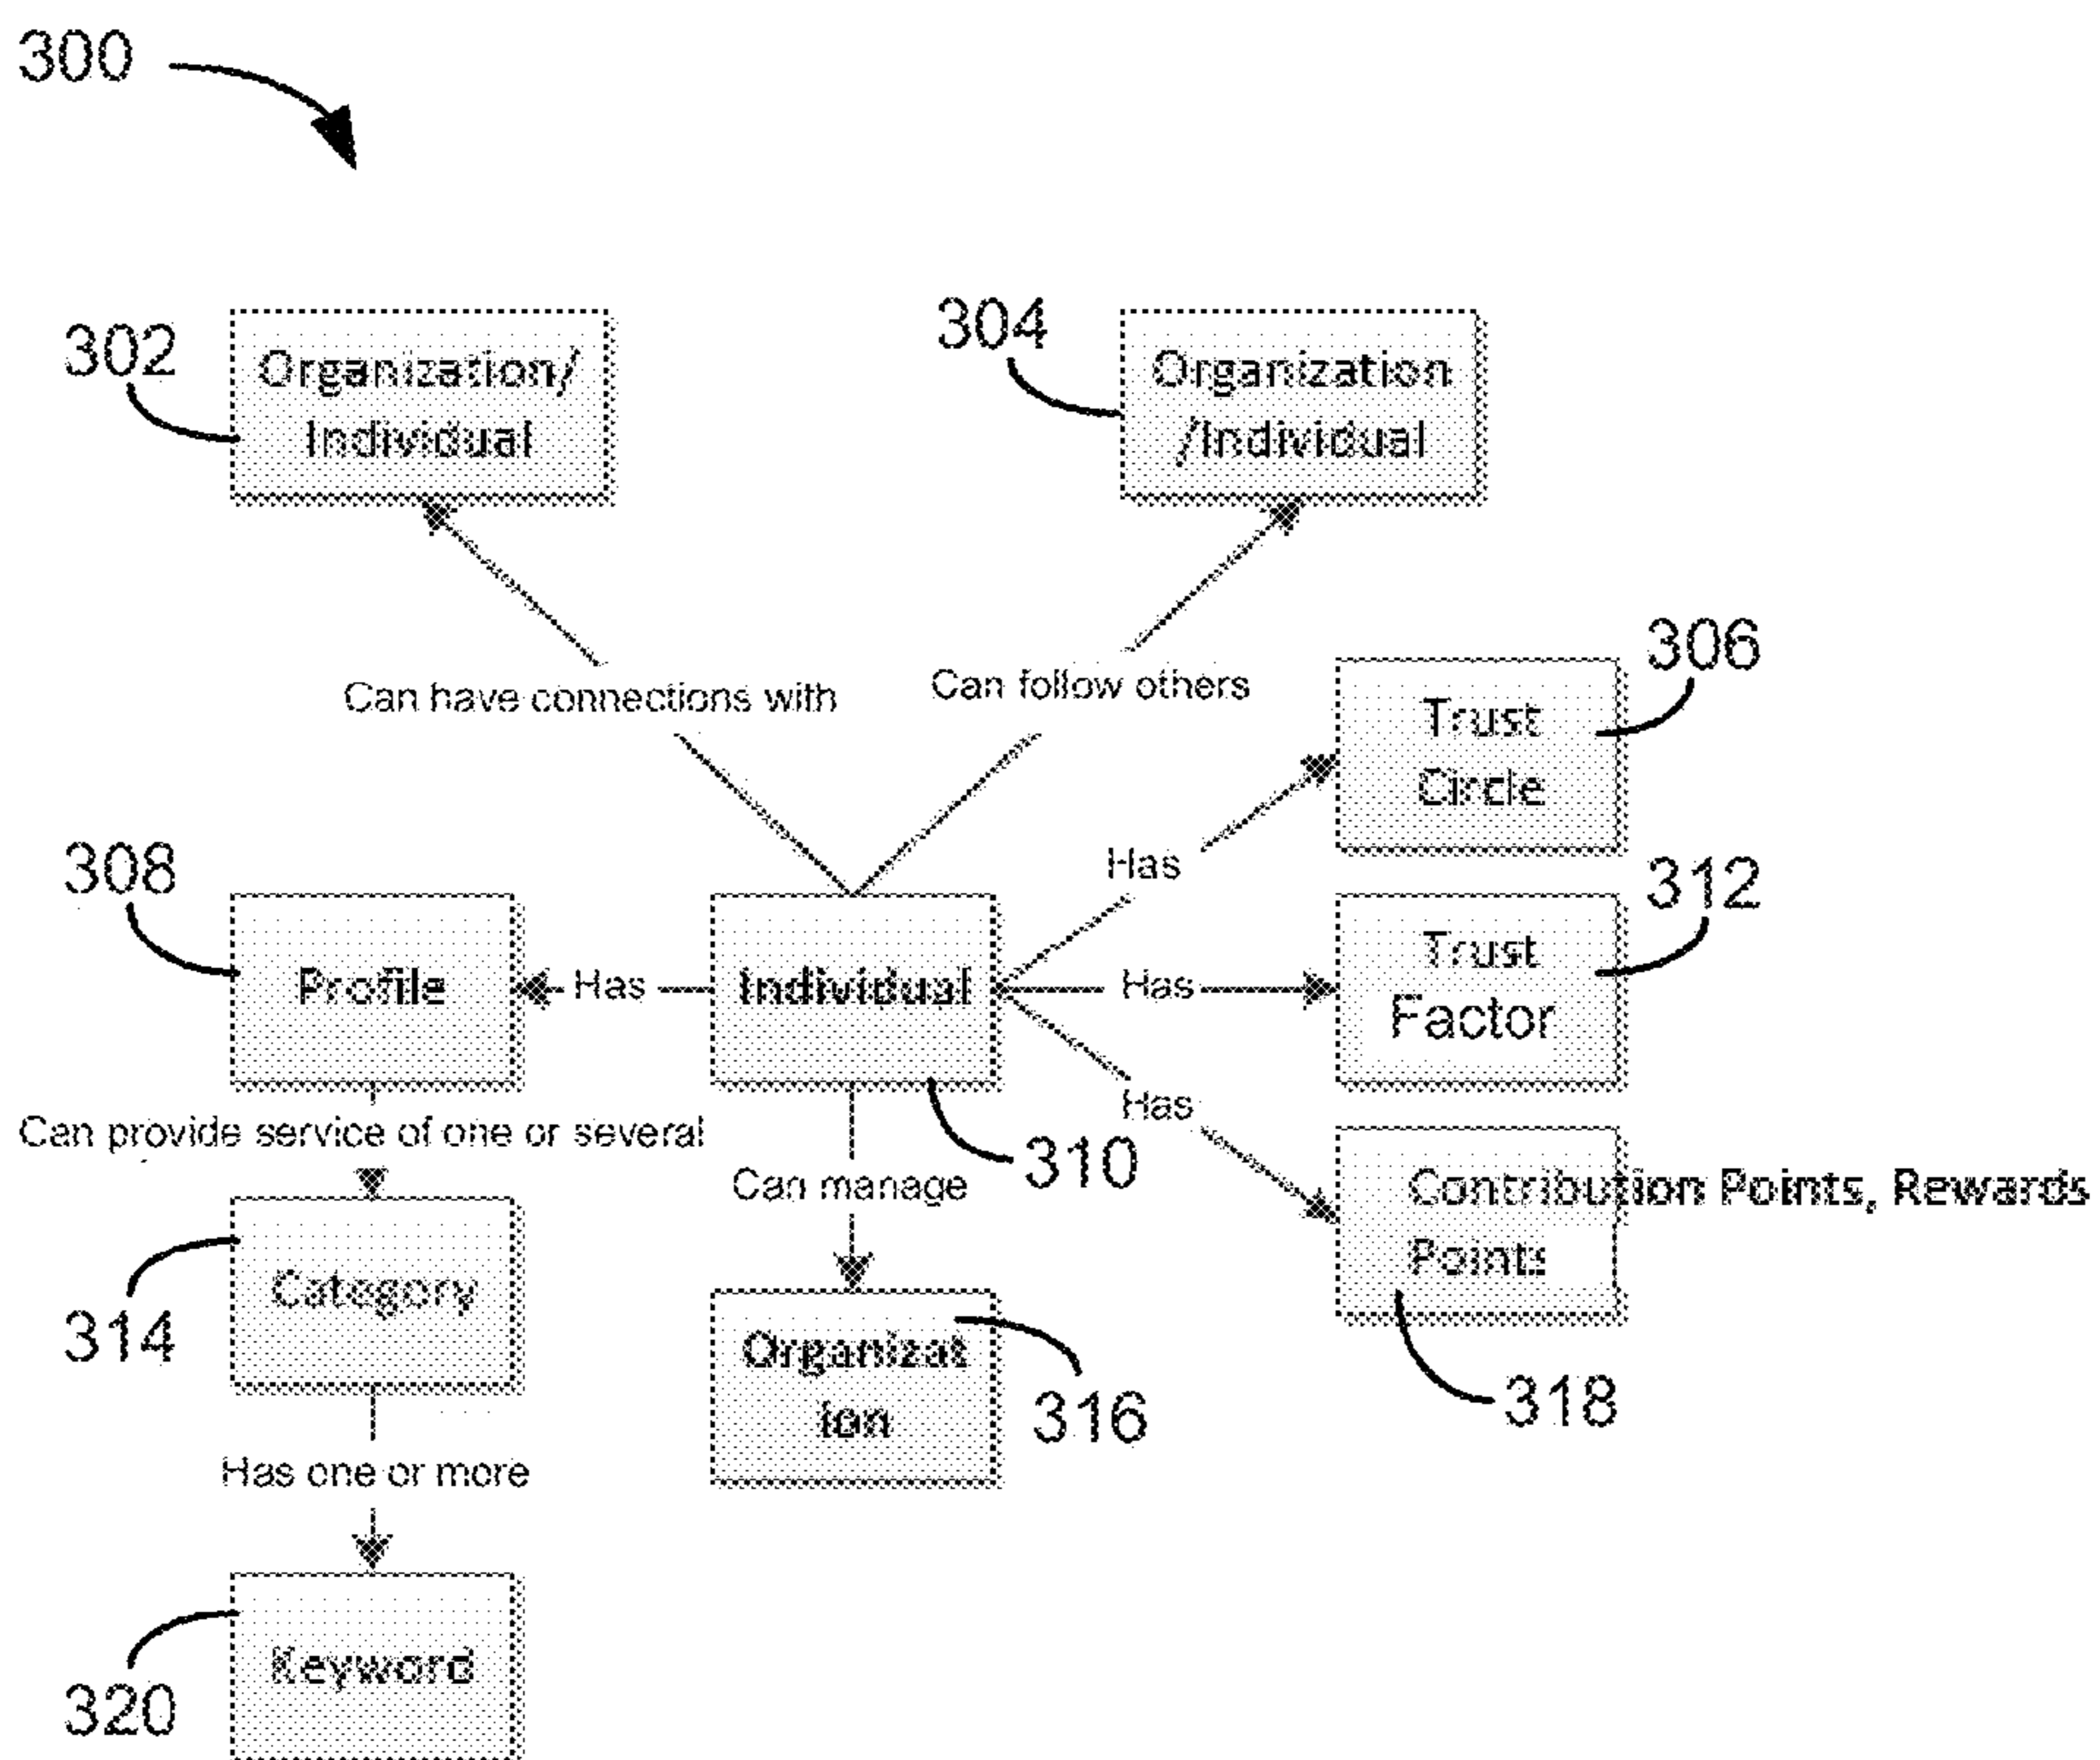 300
302
Organization/
Individual
304
Organization
/Individual
Can have connections with
Can follow others
306
Trust
Circle
Has
308
Profile
Has
Individual
310
Has
312
Trust
Factor
Has
318
Contribution Points, Rewards
Points
Can provide service of one or several
314
Category
Can manage
316
Organizat
ion
Has one or more
320
Keyword